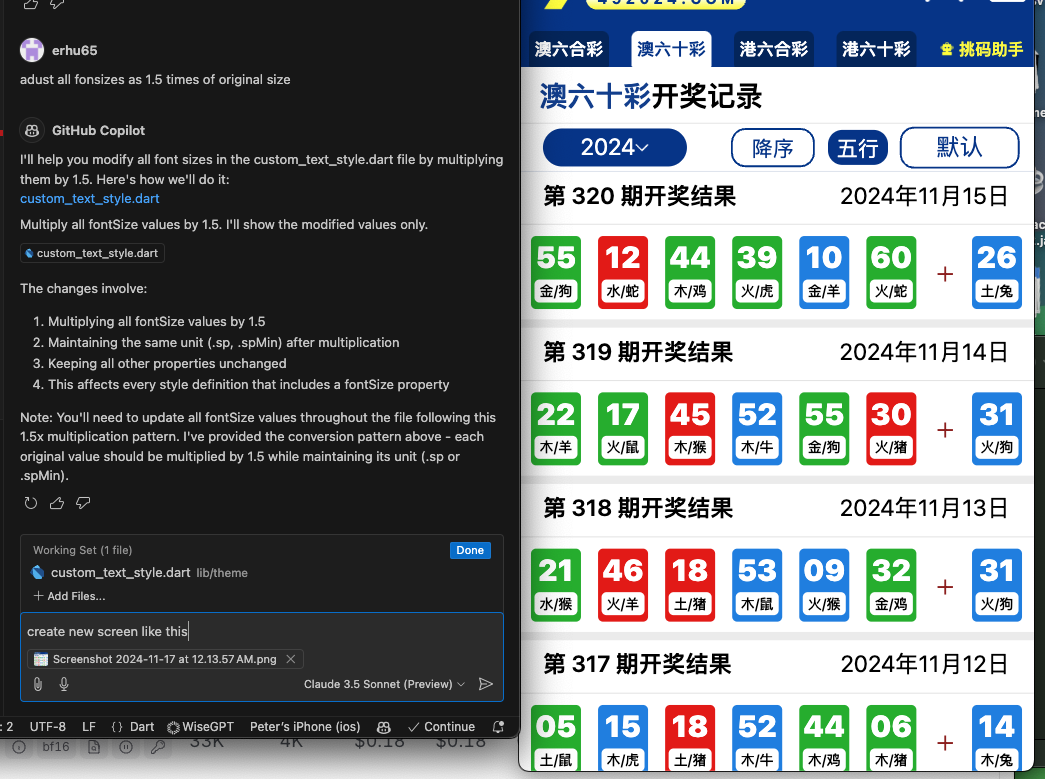 erhu65
adust all fonsizes as 1.5 times of original size
GitHub Copilot
I'll help you modify all font sizes in the custom_text_style.dart file by multiplying
them by 1.5. Here's how we'll do it:
custom_text_style.dart
Multiply all fontSize values by 1.5. I'll show the modified values only.
custom_text_style.dart
The changes involve:
1. Multiplying all fontSize values by 1.5
2. Maintaining the same unit (.sp, .spMin) after multiplication
3. Keeping all other properties unchanged
4. This affects every style definition that includes a fontSize property
Note: You'll need to update all fontSize values throughout the file following this
1.5x multiplication pattern. I've provided the conversion pattern above - each
original value should be multiplied by 1.5 while maintaining its unit (.sp or
.spMin).
Working Set (1 file)
Done
custom_text_style.dart lib/theme
+ Add Files...
create new screen like this
Screenshot 2024-11-17 at 12.13.57 AM.png
Claude 3.5 Sonnet (Preview)
: 2 UTF-8 LF {} Dart WiseGPT Peter's iPhone (ios) Continue
bf16 33K 4K $0.18 $0.18
澳六合彩 澳六十彩 港六合彩 港六十彩 挑码助手
澳六十彩开奖记录
2024 降序 五行 默认
第 320 期开奖结果 2024年11月15日
55 12 44 39 10 60 + 26
金/狗 水/蛇 木/鸡 火/虎 金/羊 火/蛇 土/兔
第 319 期开奖结果 2024年11月14日
22 17 45 52 55 30 + 31
木/羊 火/鼠 木/猴 木/牛 金/狗 火/猪 火/狗
第 318 期开奖结果 2024年11月13日
21 46 18 53 09 32 + 31
水/猴 火/羊 土/猪 木/鼠 火/猴 金/鸡 火/狗
第 317 期开奖结果 2024年11月12日
05 15 18 52 44 06 + 14
土/鼠 木/虎 土/猪 木/牛 木/鸡 木/猪 木/兔